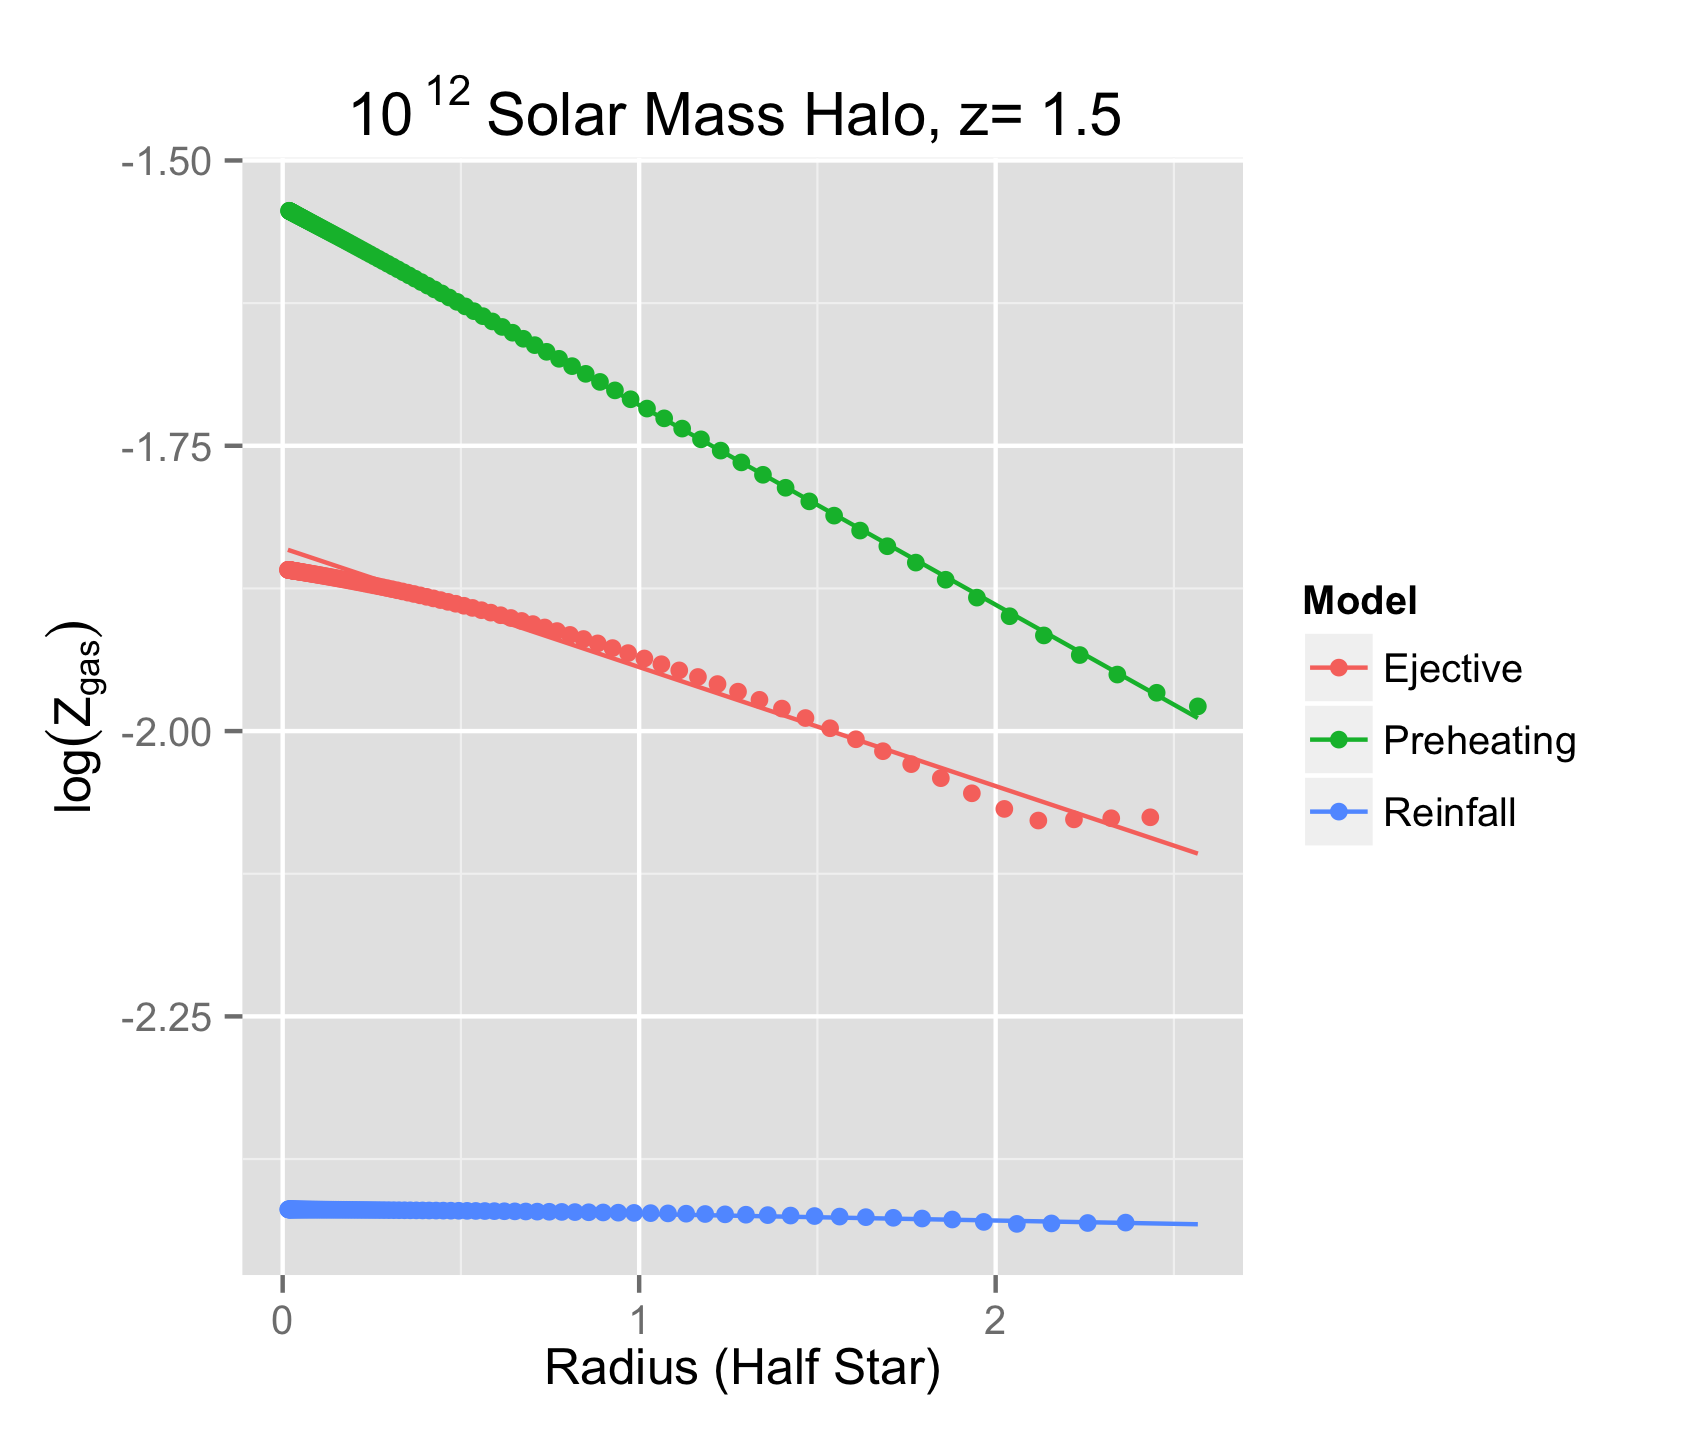 10 12 Solar Mass Halo, z= 1.5
-1.50
-1.75
-2.00
-2.25
log(Zgas)
0 1 2
Radius (Half Star)
Model
Ejective
Preheating
Reinfall